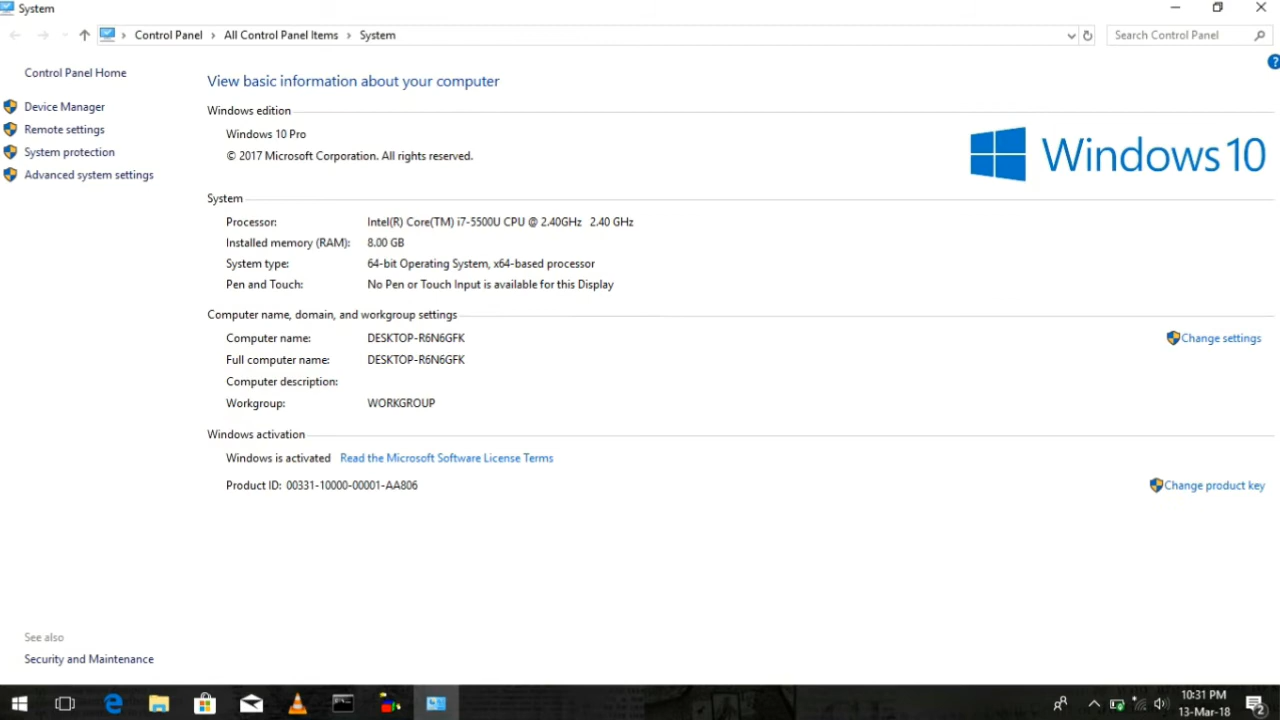 System
Control Panel › All Control Panel Items › System
Search Control Panel
Control Panel Home
Device Manager
Remote settings
System protection
Advanced system settings
See also
Security and Maintenance
View basic information about your computer
Windows edition
Windows 10 Pro
© 2017 Microsoft Corporation. All rights reserved.
Windows 10
System
Processor: Intel(R) Core(TM) i7-5500U CPU @ 2.40GHz 2.40 GHz
Installed memory (RAM): 8.00 GB
System type: 64-bit Operating System, x64-based processor
Pen and Touch: No Pen or Touch Input is available for this Display
Computer name, domain, and workgroup settings
Computer name: DESKTOP-R6N6GFK
Change settings
Full computer name: DESKTOP-R6N6GFK
Computer description:
Workgroup: WORKGROUP
Windows activation
Windows is activated Read the Microsoft Software License Terms
Product ID: 00331-10000-00001-AA806
Change product key
10:31 PM
13-Mar-18
2